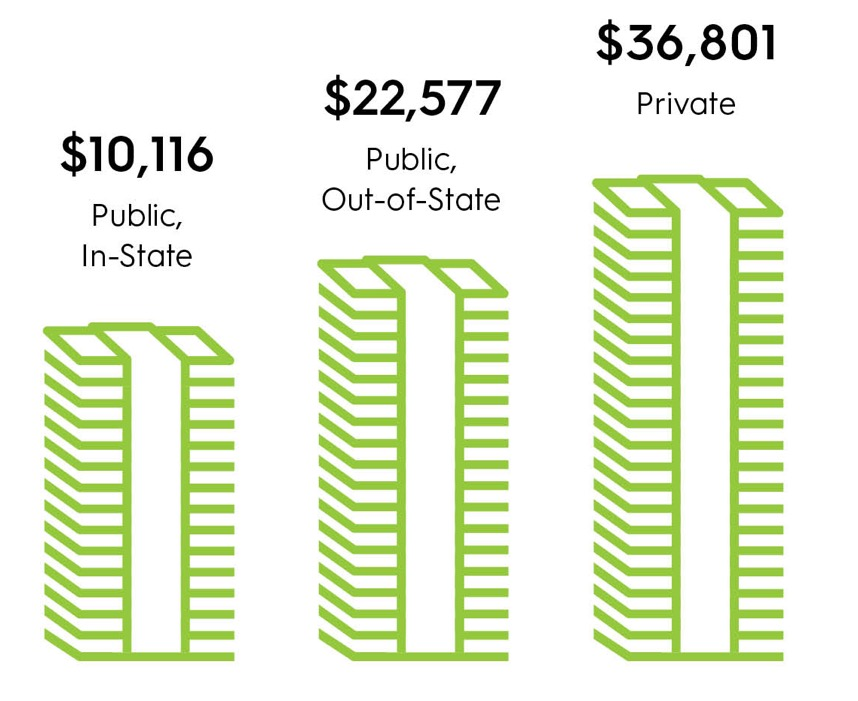 $10,116
Public,
In-State
$22,577
Public,
Out-of-State
$36,801
Private